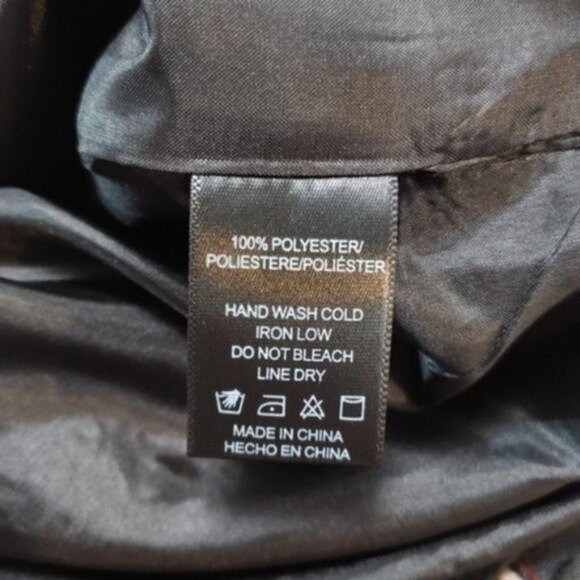 100% POLYESTER/
POLIESTERE/POLIÉSTER
HAND WASH COLD
IRON LOW
DO NOT BLEACH
LINE DRY
MADE IN CHINA
HECHO EN CHINA